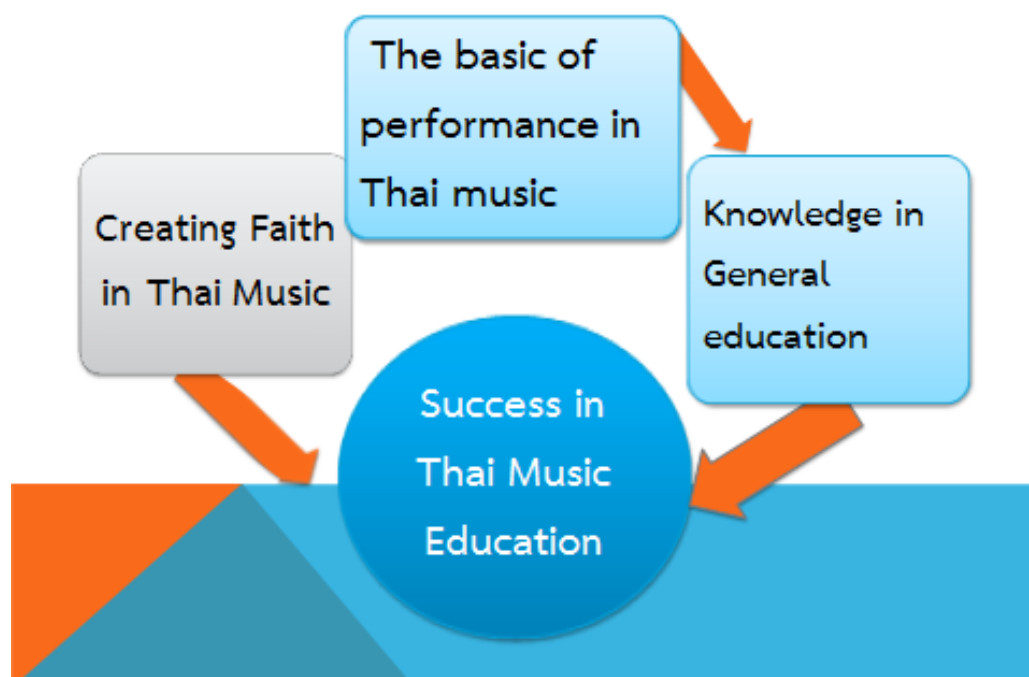 The basic of
performance in
Thai music
Creating Faith
in Thai Music
Knowledge in
General
education
Success in
Thai Music
Education